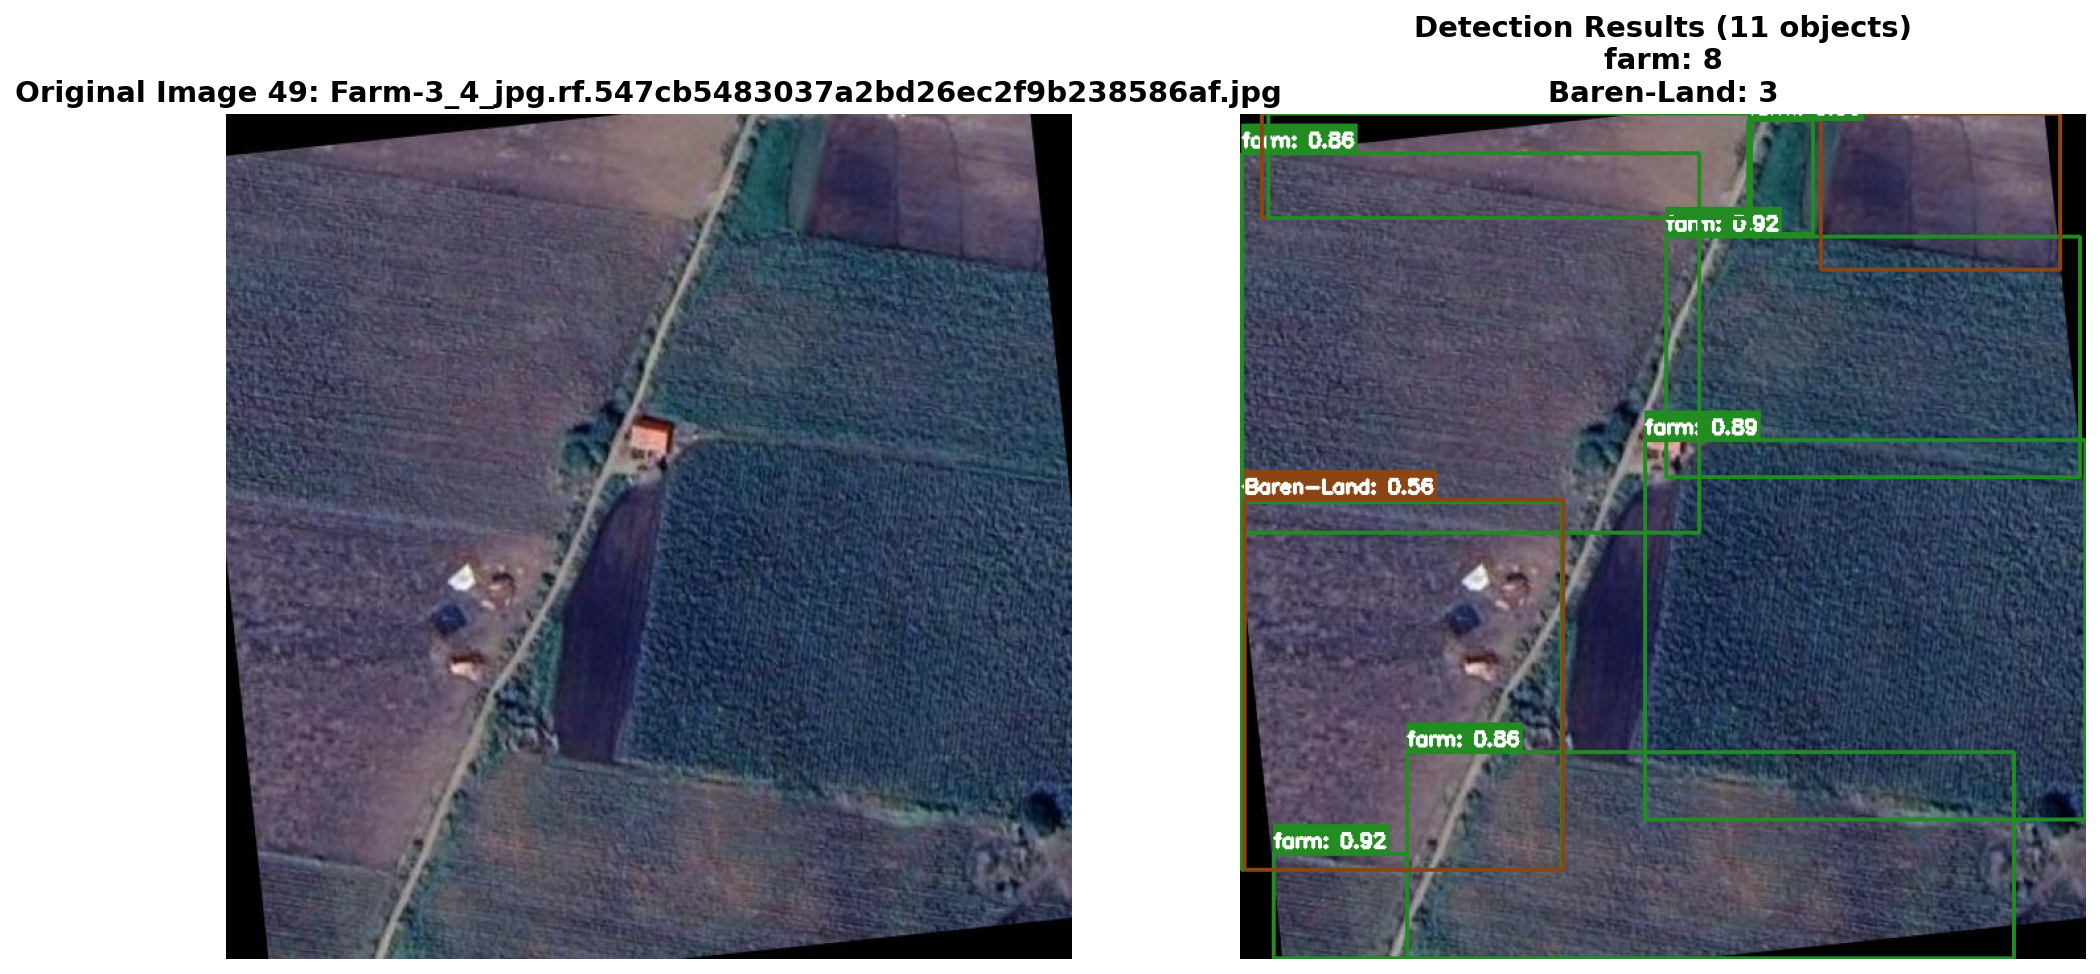 Original Image 49: Farm-3_4_jpg.rf.547cb5483037a2bd26ec2f9b238586af.jpg
Detection Results (11 objects)
farm: 8
Baren-Land: 3
farm: 0.86
farm: 0.92
farm: 0.89
Baren-Land: 0.56
farm: 0.86
farm: 0.92